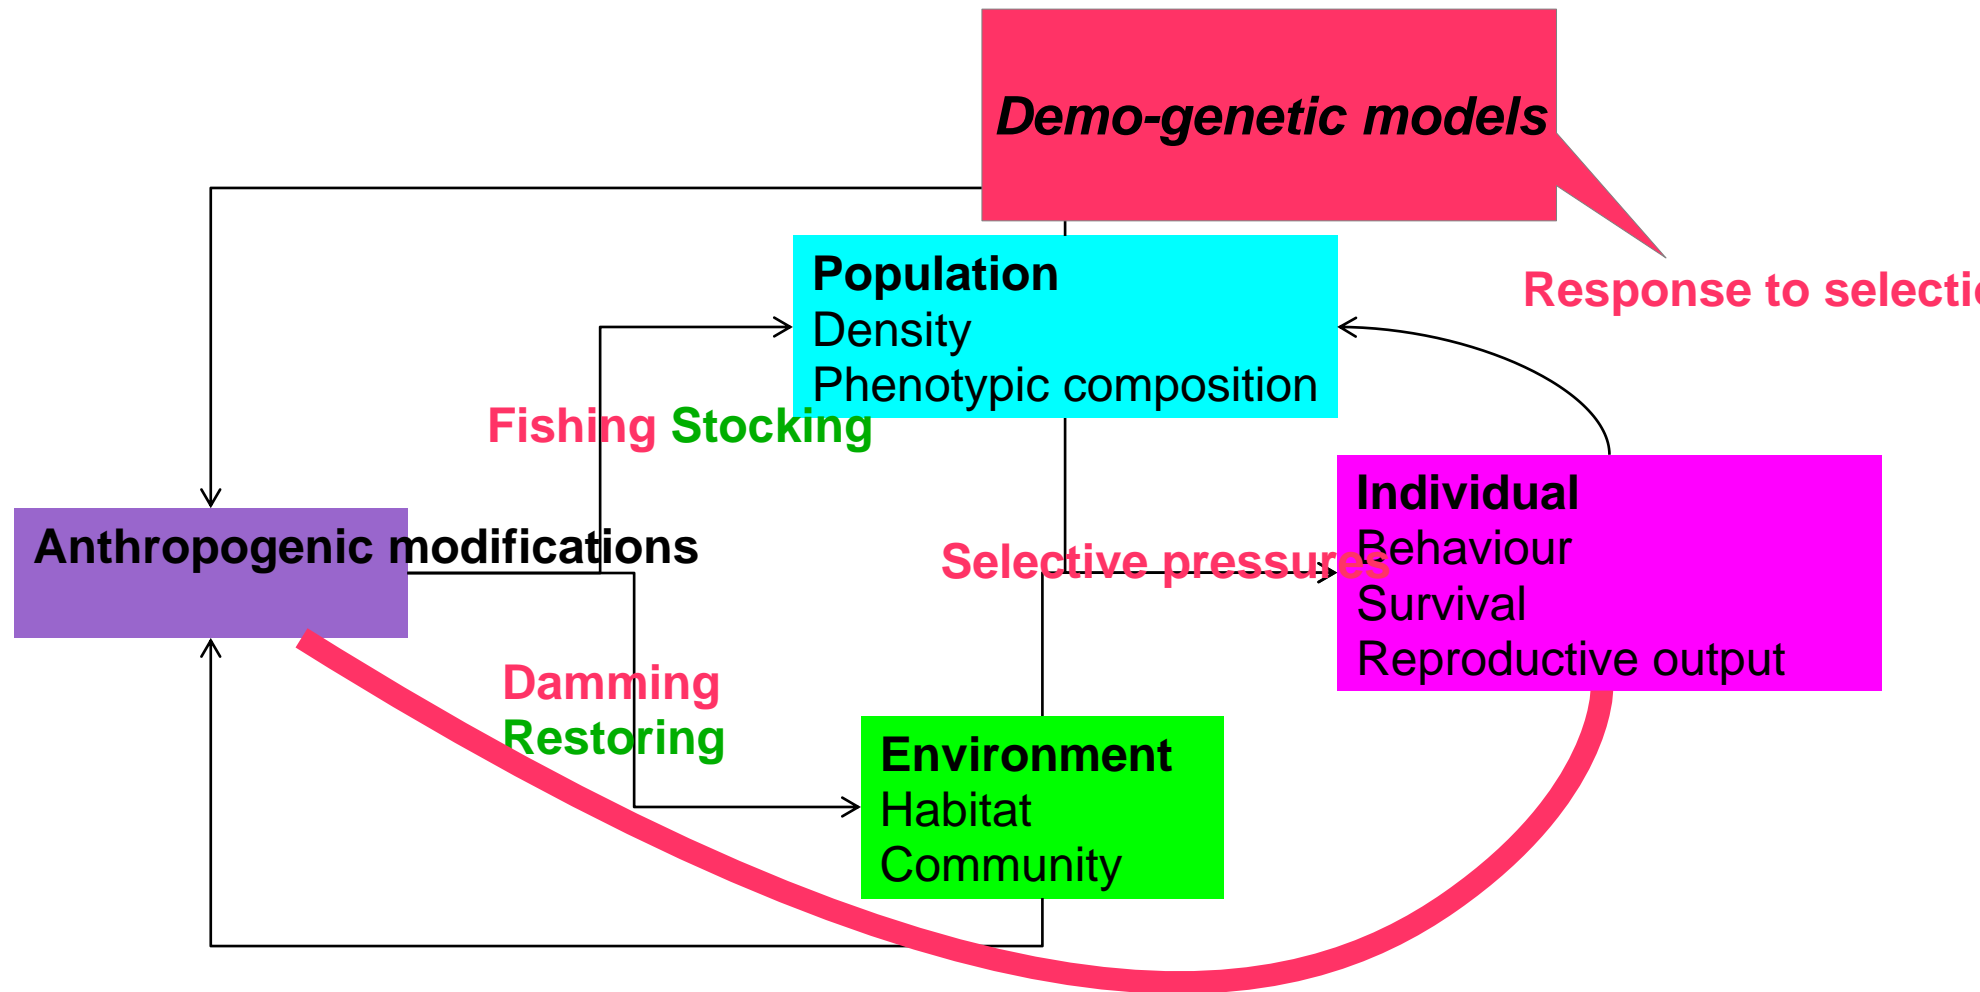 Demo-genetic models
Population
Density
Phenotypic composition
Response to selectio
Fishing Stocking
Individual
Behaviour
Survival
Reproductive output
Anthropogenic modifications
Selective pressures
Damming
Restoring
Environment
Habitat
Community